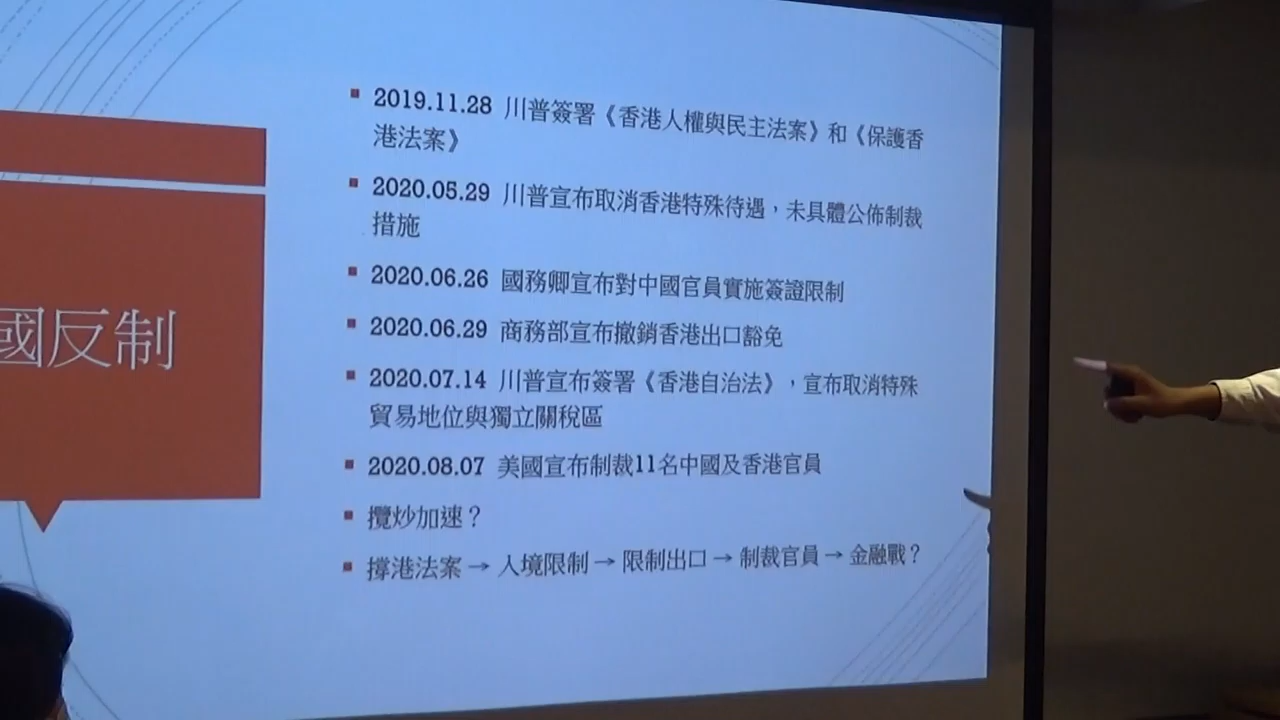 國反制
2019.11.28 川普簽署《香港人權與民主法案》和《保護香
港法案》
2020.05.29 川普宣布取消香港特殊待遇，未具體公佈制裁
措施
2020.06.26 國務卿宣布對中國官員實施簽證限制
2020.06.29 商務部宣布撤銷香港出口豁免
2020.07.14 川普宣布簽署《香港自治法》，宣布取消特殊
貿易地位與獨立關稅區
2020.08.07 美國宣布制裁11名中國及香港官員
攬炒加速？
撐港法案→入境限制→限制出口→制裁官員→金融戰？